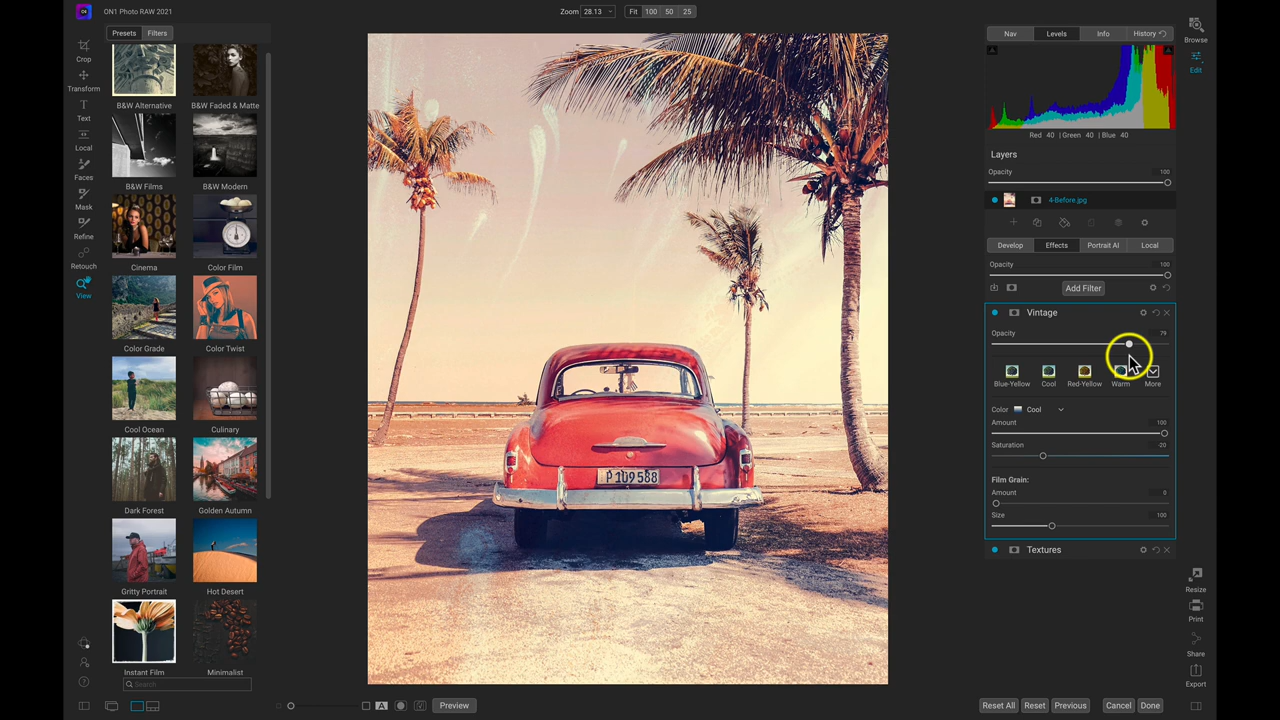 ON1 Photo RAW 2021
Zoom 28.13
Fit 100 50 25
Presets Filters
Nav Levels Info History
Browse
Edit
Crop
Transform
Text
Local
Faces
Mask
Refine
Retouch
View
B&W Alternative B&W Faded & Matte
B&W Films B&W Modern
Cinema Color Film
Color Grade Color Twist
Cool Ocean Culinary
Dark Forest Golden Autumn
Gritty Portrait Hot Desert
Instant Film Minimalist
Search
P 109 588
Red 40 | Green 40 | Blue 40
Layers
Opacity 100
4-Before.jpg
Develop Effects Portrait AI Local
Opacity 100
Add Filter
Vintage
Opacity 79
Blue-Yellow Cool Red-Yellow Warm More
Color Cool
Amount 100
Saturation -20
Film Grain:
Amount 0
Size 100
Textures
Resize
Print
Share
Export
A Preview
Reset All Reset Previous Cancel Done